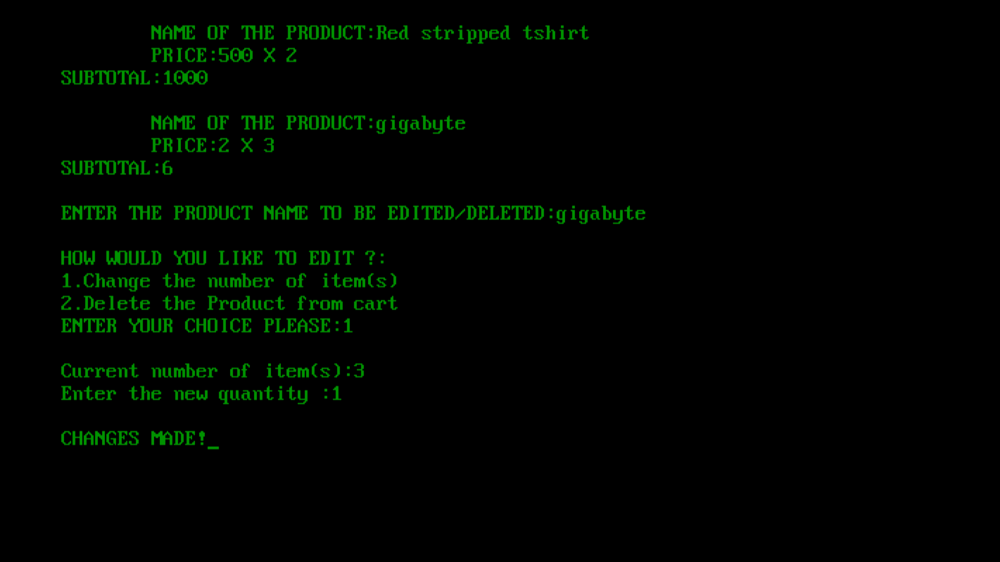 NAME OF THE PRODUCT:Red stripped tshirt
PRICE:500 X 2
SUBTOTAL:1000
NAME OF THE PRODUCT:gigabyte
PRICE:2 X 3
SUBTOTAL:6
ENTER THE PRODUCT NAME TO BE EDITED/DELETED:gigabyte
HOW WOULD YOU LIKE TO EDIT ?:
1.Change the number of item(s)
2.Delete the Product from cart
ENTER YOUR CHOICE PLEASE:1
Current number of item(s):3
Enter the new quantity :1
CHANGES MADE!_